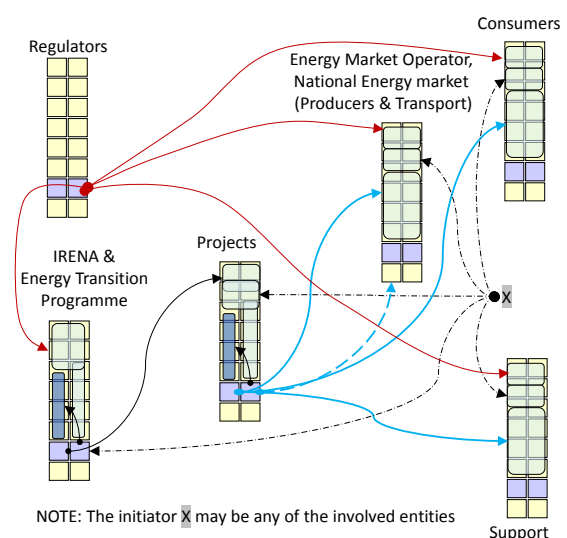 Consumers
Regulators
Energy Market Operator,
National Energy market
(Producers & Transport)
IRENA &
Energy Transition
Programme
Projects
X
NOTE: The initiator X may be any of the involved entities
Support